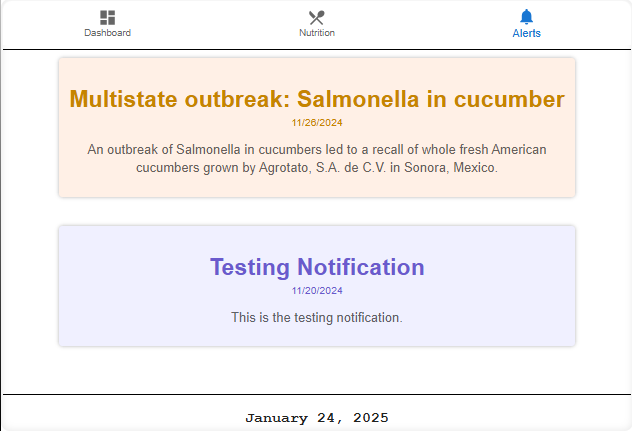 Dashboard
Nutrition
Alerts
Multistate outbreak: Salmonella in cucumber
11/26/2024
An outbreak of Salmonella in cucumbers led to a recall of whole fresh American
cucumbers grown by Agrotato, S.A. de C.V. in Sonora, Mexico.
Testing Notification
11/20/2024
This is the testing notification.
January 24, 2025